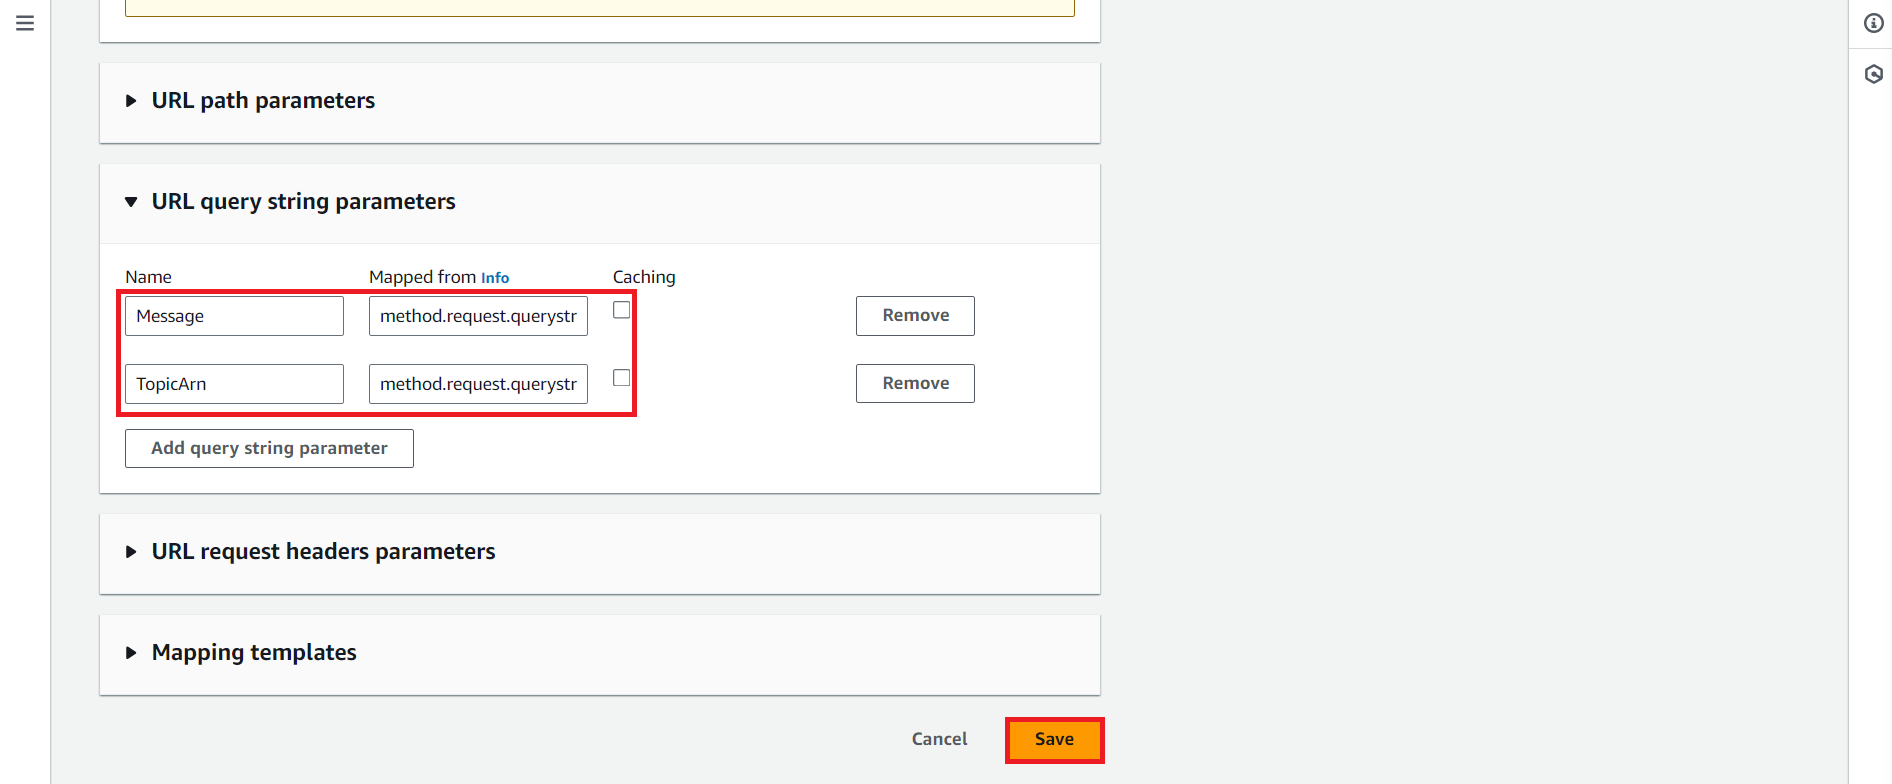 URL path parameters
URL query string parameters
Name Mapped from Info Caching
Message method.request.querystr Remove
TopicArn method.request.querystr Remove
Add query string parameter
URL request headers parameters
Mapping templates
Cancel Save